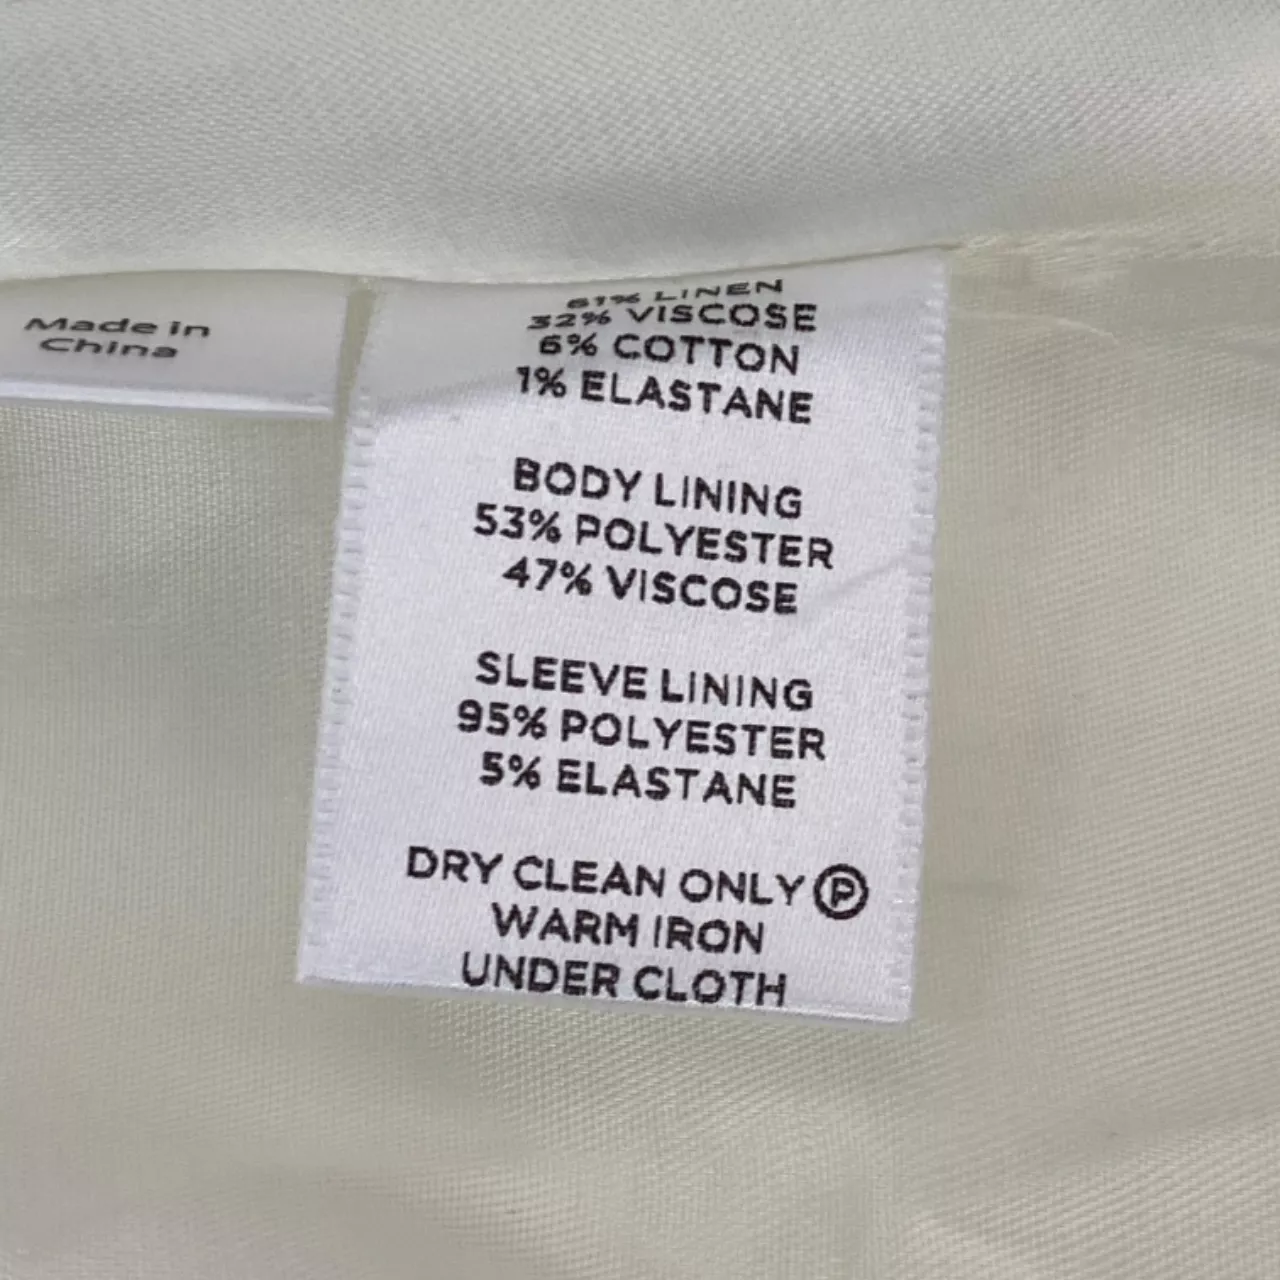 Made in
China
61% LINEN
32% VISCOSE
6% COTTON
1% ELASTANE
BODY LINING
53% POLYESTER
47% VISCOSE
SLEEVE LINING
95% POLYESTER
5% ELASTANE
DRY CLEAN ONLY Ⓟ
WARM IRON
UNDER CLOTH